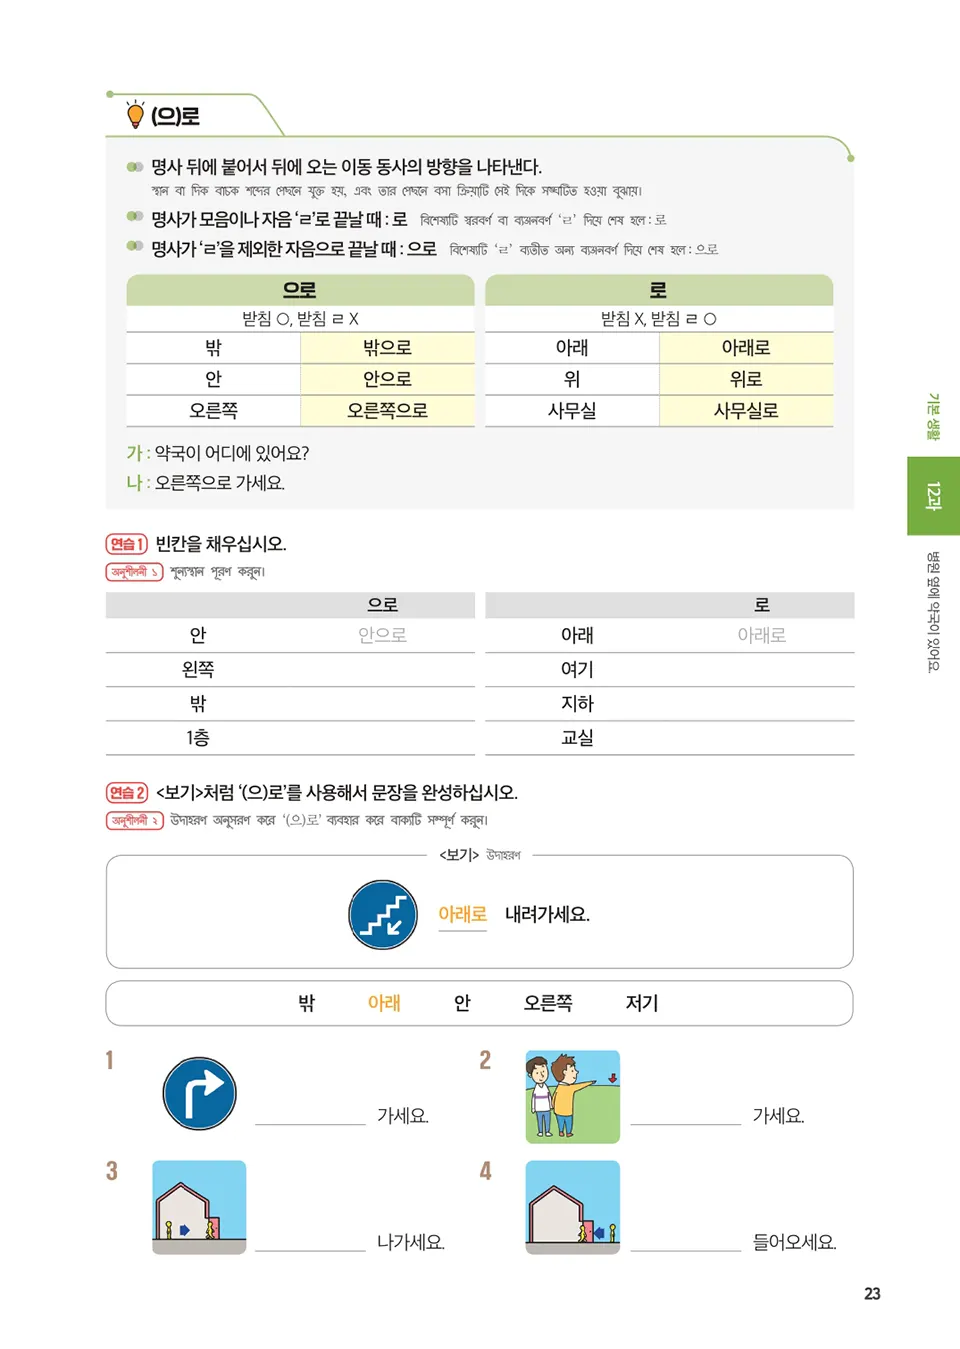 (으)로
명사 뒤에 붙어서 뒤에 오는 이동 동사의 방향을 나타낸다.
স্থান বা দিক বাচক শব্দের পেছনে যুক্ত হয়, এবং তার পেছনে বসা ক্রিয়াটি সেই দিকে সঙ্ঘটিত হওয়া বুঝায়।
명사가 모음이나 자음 ‘ㄹ’로 끝날 때 : 로 বিশেষ্যটি স্বরবর্ণ বা ব্যঞ্জনবর্ণ ‘ㄹ’ দিয়ে শেষ হলে : 로
명사가 ‘ㄹ’을 제외한 자음으로 끝날 때 : 으로 বিশেষ্যটি ‘ㄹ’ ব্যতীত অন্য ব্যঞ্জনবর্ণ দিয়ে শেষ হলে : 으로
으로 로
받침 O, 받침 ㄹ X 받침 X, 받침 ㄹ O
밖 밖으로 아래 아래로
안 안으로 위 위로
오른쪽 오른쪽으로 사무실 사무실로
가 : 약국이 어디에 있어요?
나 : 오른쪽으로 가세요.
기본 생활
12과
병원 옆에 약국이 있어요.
연습 1 빈칸을 채우십시오.
অনুশীলনী ১ শূন্যস্থান পূরণ করুন।
으로 로
안 안으로 아래 아래로
왼쪽 여기
밖 지하
1층 교실
연습 2 <보기>처럼 ‘(으)로’를 사용해서 문장을 완성하십시오.
অনুশীলনী ২ উদাহরণ অনুসরণ করে ‘(으)로’ ব্যবহার করে বাক্যটি সম্পূর্ণ করুন।
<보기> উদাহরণ
아래로 내려가세요.
밖 아래 안 오른쪽 저기
1 가세요.
2 가세요.
3 나가세요.
4 들어오세요.
23